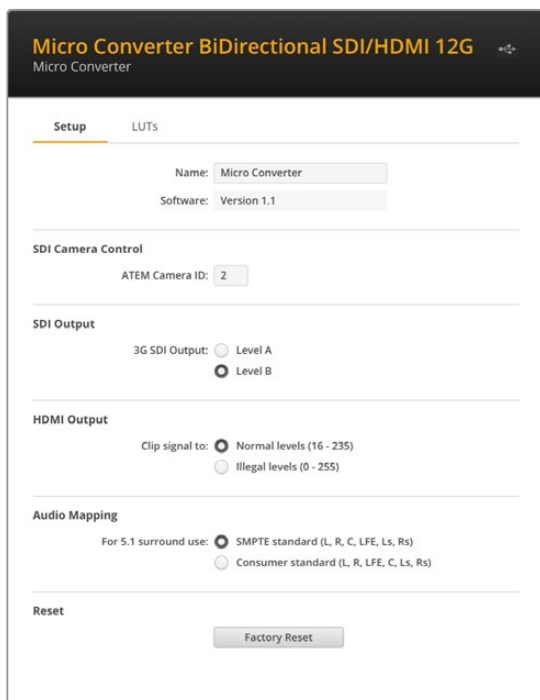 Micro Converter BiDirectional SDI/HDMI 12G
Micro Converter
Setup LUTs
Name: Micro Converter
Software: Version 1.1
SDI Camera Control
ATEM Camera ID: 2
SDI Output
3G SDI Output: Level A
Level B
HDMI Output
Clip signal to: Normal levels (16 - 235)
Illegal levels (0 - 255)
Audio Mapping
For 5.1 surround use: SMPTE standard (L, R, C, LFE, Ls, Rs)
Consumer standard (L, R, LFE, C, Ls, Rs)
Reset
Factory Reset